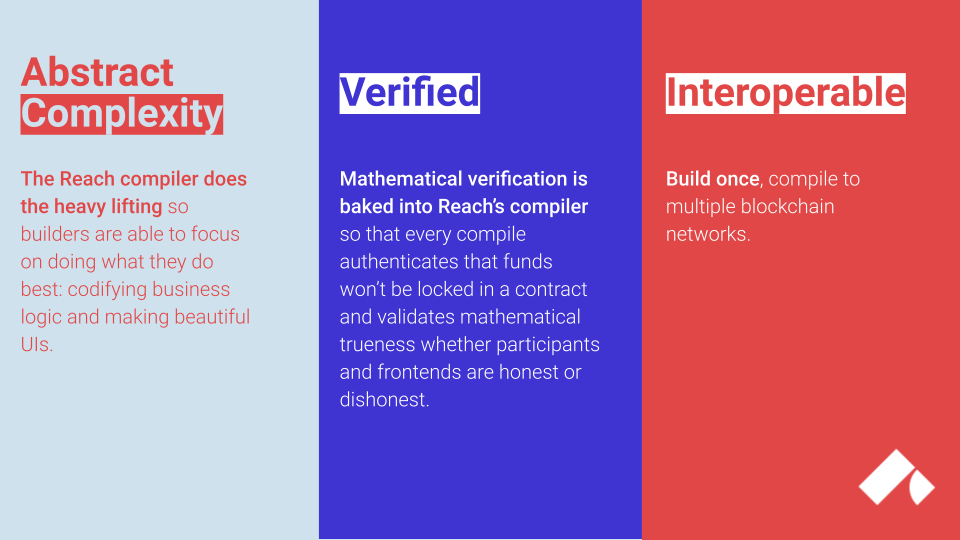 Abstract
Complexity
The Reach compiler does
the heavy lifting so
builders are able to focus
on doing what they do
best: codifying business
logic and making beautiful
UIs.
Verified
Mathematical verification is
baked into Reach’s compiler
so that every compile
authenticates that funds
won’t be locked in a contract
and validates mathematical
trueness whether participants
and frontends are honest or
dishonest.
Interoperable
Build once, compile to
multiple blockchain
networks.